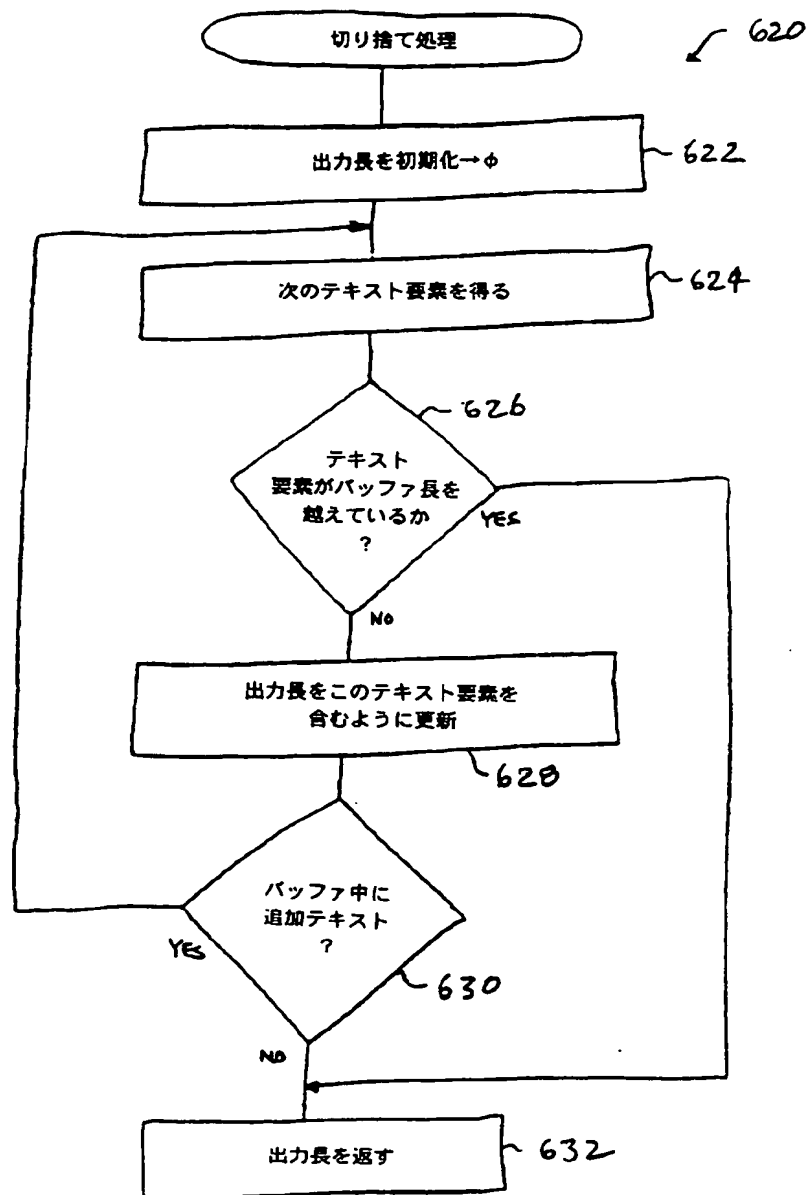 切り捨て処理
620
出力長を初期化→φ
622
次のテキスト要素を得る
624
626
テキスト
要素がバッファ長を
越えているか
?
YES
NO
出力長をこのテキスト要素を
含むように更新
628
バッファ中に
追加テキスト
?
YES
630
NO
出力長を返す
632